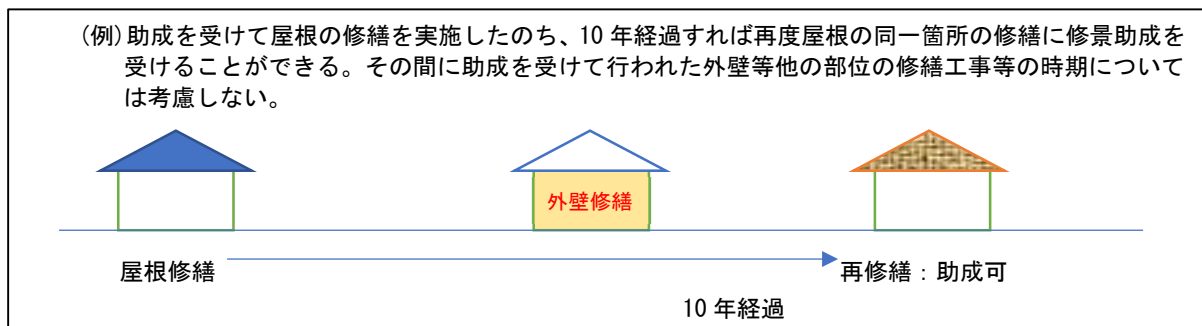 (例)助成を受けて屋根の修繕を実施したのち、10 年経過すれば再度屋根の同一箇所の修繕に修景助成を
受けることができる。その間に助成を受けて行われた外壁等他の部位の修繕工事等の時期について
は考慮しない。
外壁修繕
屋根修繕
再修繕：助成可
10 年経過